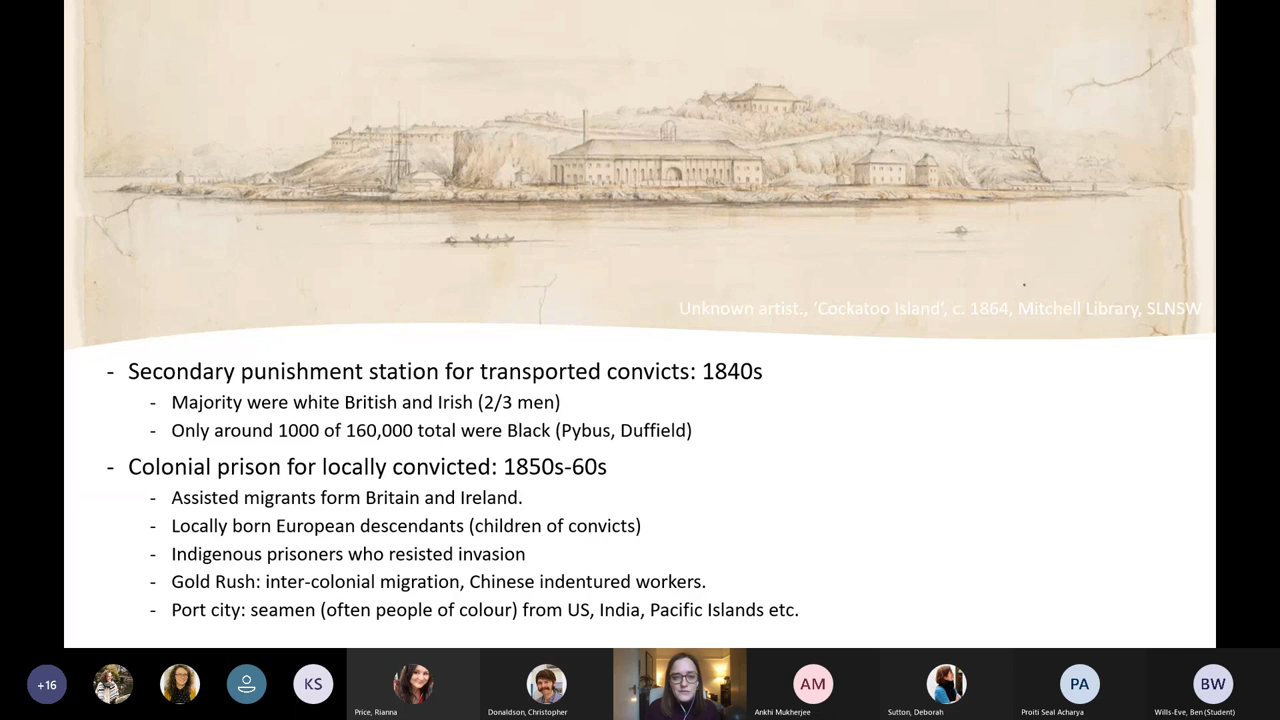 Unknown artist., ‘Cockatoo Island’, c. 1864, Mitchell Library, SLNSW
- Secondary punishment station for transported convicts: 1840s
- Majority were white British and Irish (2/3 men)
- Only around 1000 of 160,000 total were Black (Pybus, Duffield)
- Colonial prison for locally convicted: 1850s-60s
- Assisted migrants form Britain and Ireland.
- Locally born European descendants (children of convicts)
- Indigenous prisoners who resisted invasion
- Gold Rush: inter-colonial migration, Chinese indentured workers.
- Port city: seamen (often people of colour) from US, India, Pacific Islands etc.
+16
KS
AM
PA
BW
Price, Rianna
Donaldson, Christopher
Ankhi Mukherjee
Sutton, Deborah
Proiti Seal Acharya
Wills-Eve, Ben(Student)